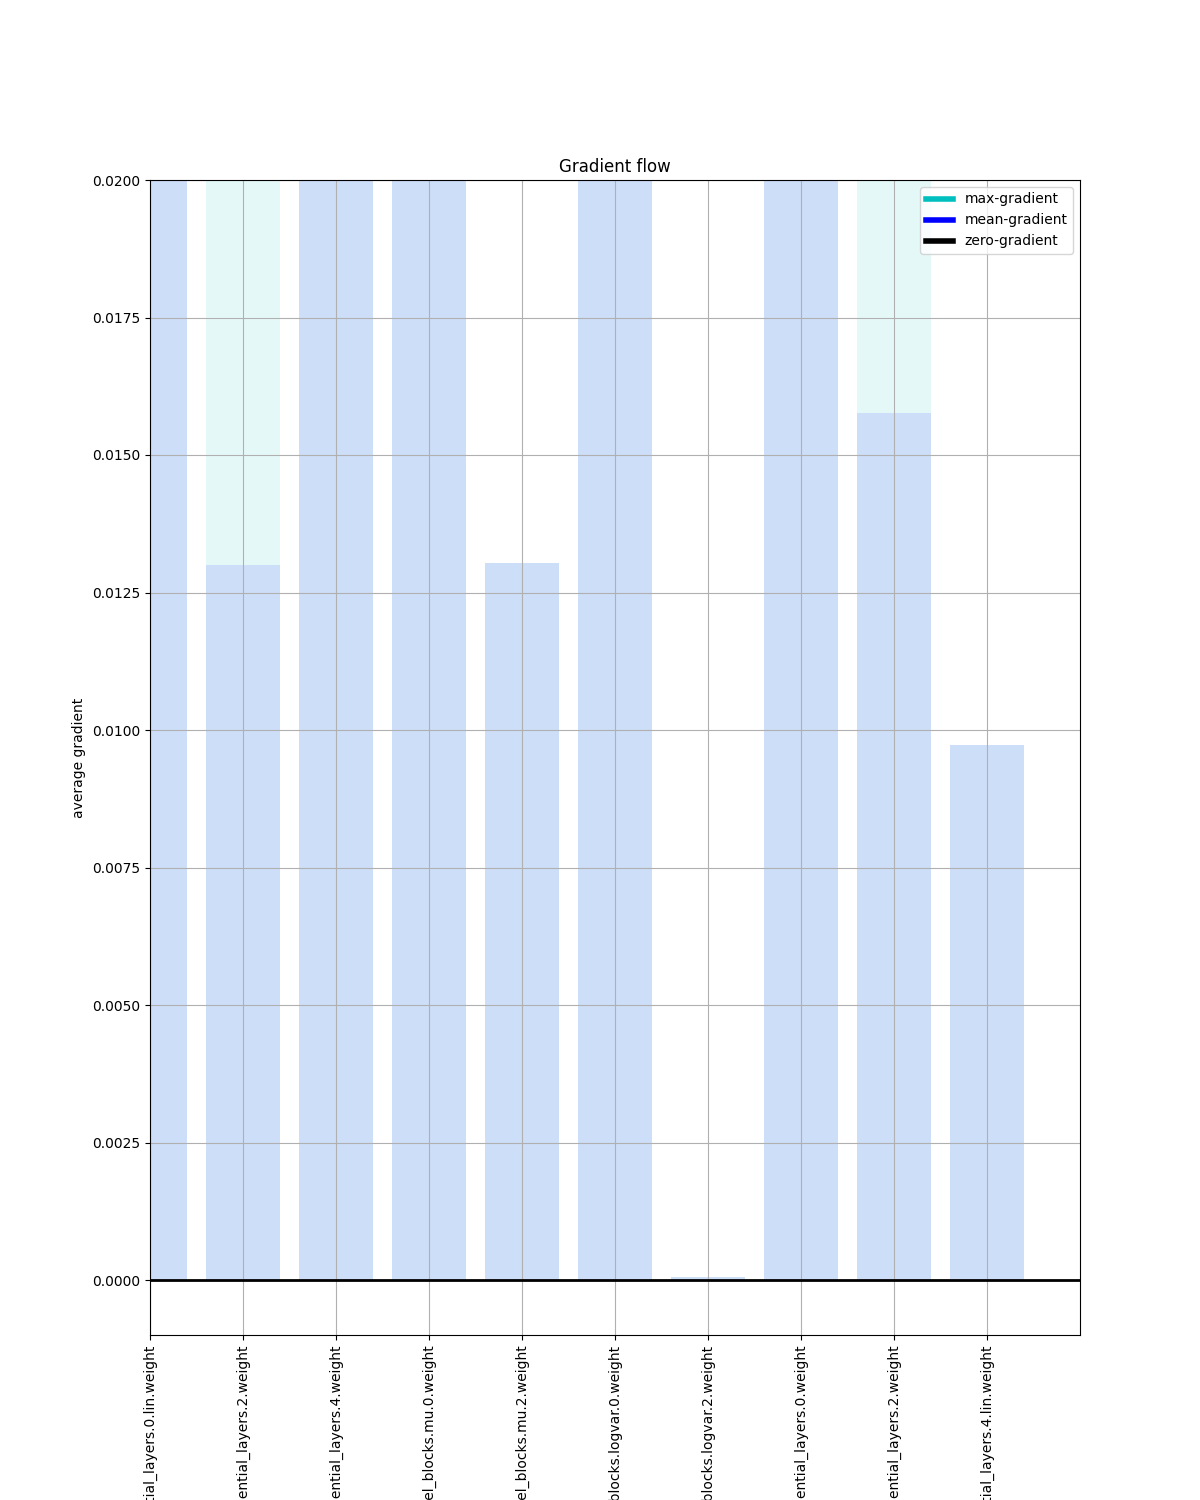 Gradient flow
max-gradient
mean-gradient
zero-gradient
0.0200
0.0175
0.0150
0.0125
0.0100
0.0075
0.0050
0.0025
0.0000
average gradient
tial_layers.0.lin.weight
ential_layers.2.weight
ential_layers.4.weight
el_blocks.mu.0.weight
el_blocks.mu.2.weight
blocks.logvar.0.weight
blocks.logvar.2.weight
ential_layers.0.weight
ential_layers.2.weight
tial_layers.4.lin.weight